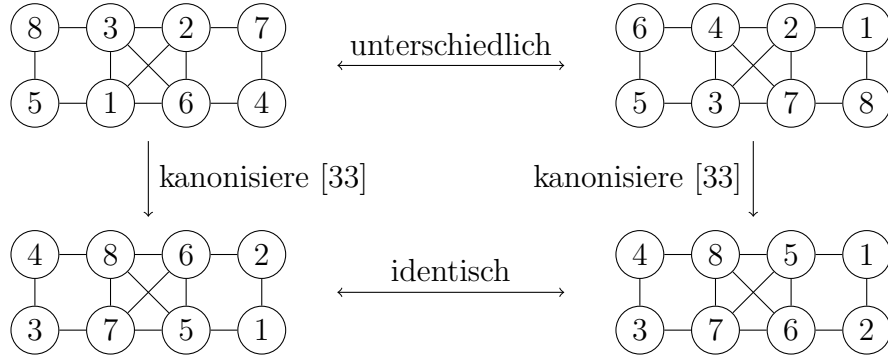 8 3 2 7 6 4 2 1
unterschiedlich
5 1 6 4 5 3 7 8
kanonisiere [33] kanonisiere [33]
4 8 6 2 4 8 5 1
identisch
3 7 5 1 3 7 6 2